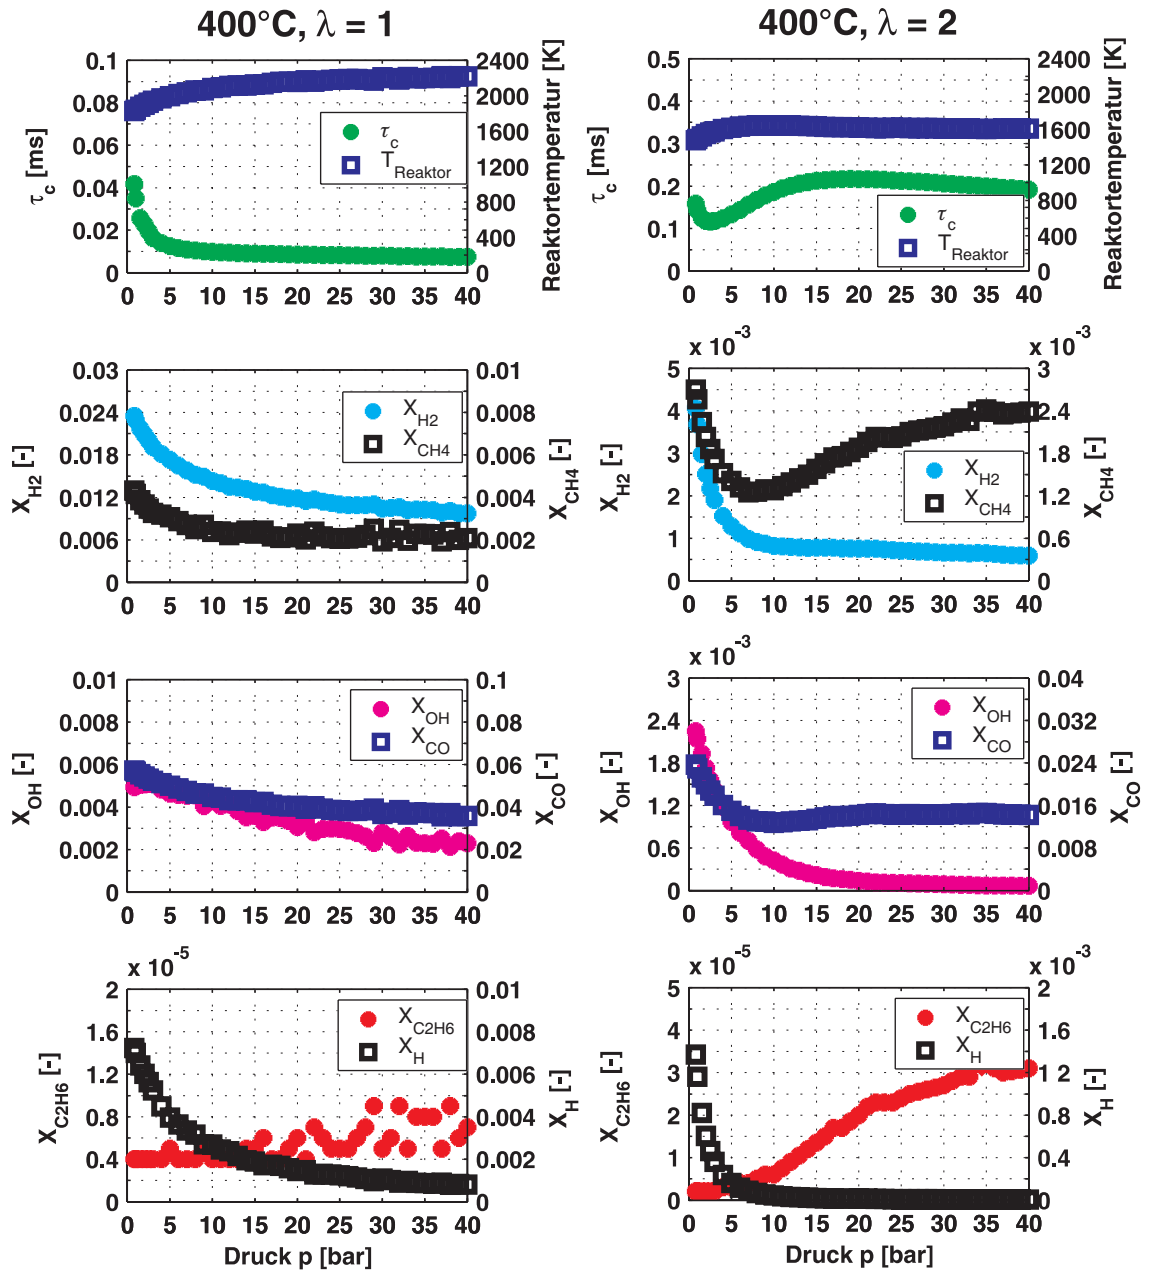 400°C, λ = 1
0.1
0.08
0.06
0.04
0.02
0
τc [ms]
2400
2000
1600
1200
800
400
0
Reaktortemperatur [K]
τc
TReaktor
0 5 10 15 20 25 30 35 40
400°C, λ = 2
0.5
0.4
0.3
0.2
0.1
0
τc [ms]
2400
2000
1600
1200
800
400
0
Reaktortemperatur [K]
τc
TReaktor
0 5 10 15 20 25 30 35 40
0.03
0.024
0.018
0.012
0.006
0
XH2 [-]
0.01
0.008
0.006
0.004
0.002
0
XCH4 [-]
XH2
XCH4
0 5 10 15 20 25 30 35 40
x 10-3
x 10-3
5
4
3
2
1
0
XH2 [-]
3
2.4
1.8
1.2
0.6
0
XCH4 [-]
XH2
XCH4
0 5 10 15 20 25 30 35 40
0.01
0.008
0.006
0.004
0.002
0
XOH [-]
0.1
0.08
0.06
0.04
0.02
0
XCO [-]
XOH
XCO
0 5 10 15 20 25 30 35 40
x 10-3
3
2.4
1.8
1.2
0.6
0
XOH [-]
0.04
0.032
0.024
0.016
0.008
0
XCO [-]
XOH
XCO
0 5 10 15 20 25 30 35 40
x 10-5
2
1.6
1.2
0.8
0.4
0
XC2H6 [-]
0.01
0.008
0.006
0.004
0.002
0
XH [-]
XC2H6
XH
0 5 10 15 20 25 30 35 40
Druck p [bar]
x 10-5
x 10-3
5
4
3
2
1
0
XC2H6 [-]
2
1.6
1.2
0.8
0.4
0
XH [-]
XC2H6
XH
0 5 10 15 20 25 30 35 40
Druck p [bar]